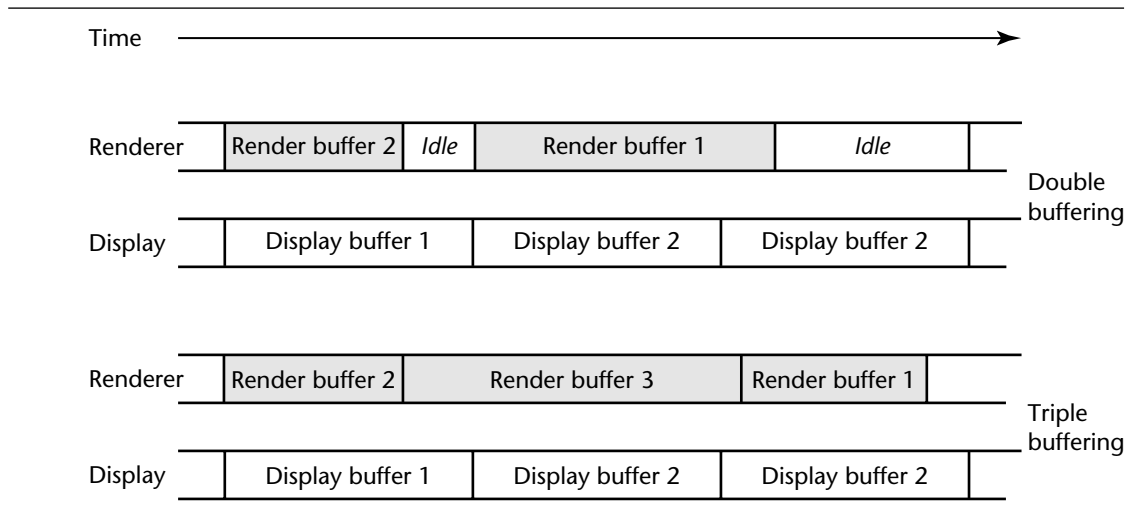 Time
Renderer Render buffer 2 Idle Render buffer 1 Idle
Double
buffering
Display Display buffer 1 Display buffer 2 Display buffer 2
Renderer Render buffer 2 Render buffer 3 Render buffer 1
Triple
buffering
Display Display buffer 1 Display buffer 2 Display buffer 2